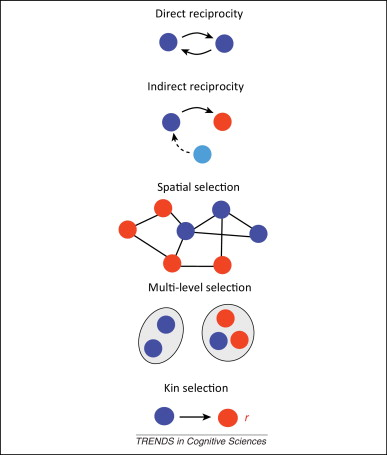 Direct reciprocity
Indirect reciprocity
Spatial selection
Multi-level selection
Kin selection
r
TRENDS in Cognitive Sciences